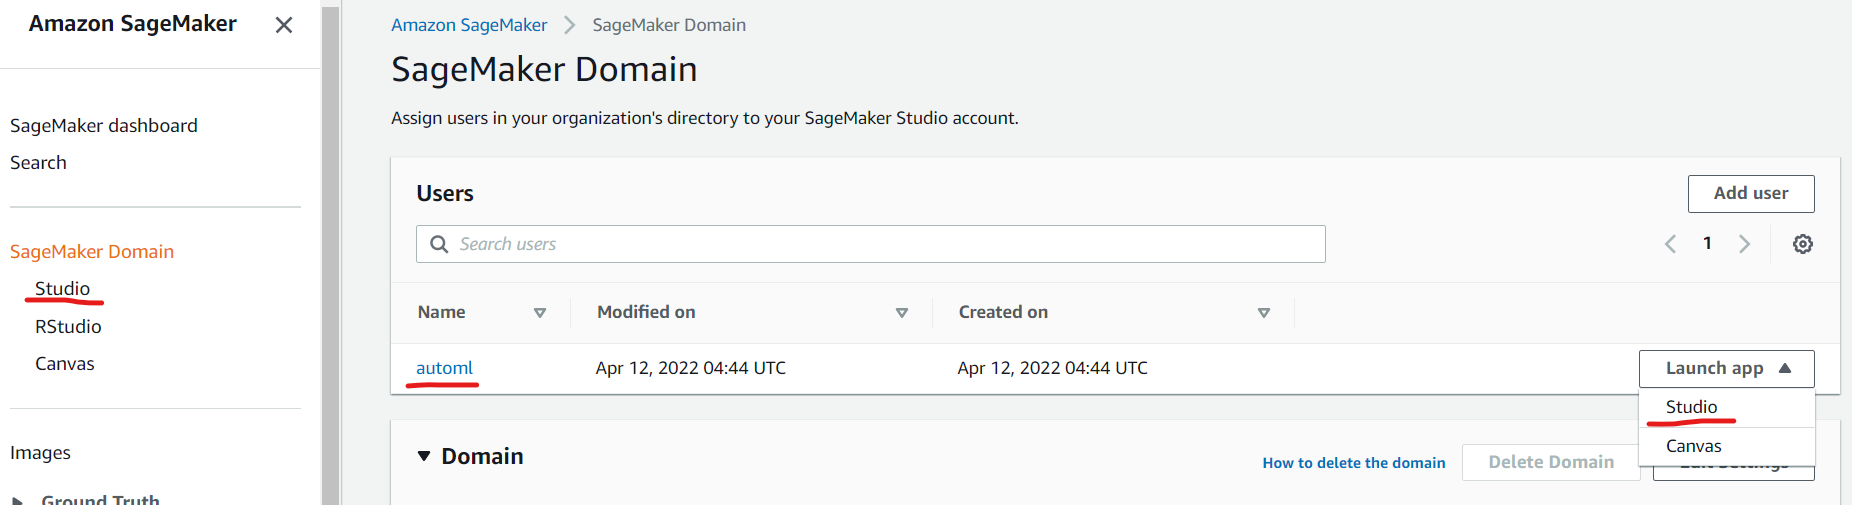 Amazon SageMaker
SageMaker dashboard
Search
SageMaker Domain
Studio
RStudio
Canvas
Images
Ground Truth
Amazon SageMaker > SageMaker Domain
SageMaker Domain
Assign users in your organization's directory to your SageMaker Studio account.
Users
Add user
Search users
1
Name Modified on Created on
automl Apr 12, 2022 04:44 UTC Apr 12, 2022 04:44 UTC Launch app
Studio
Canvas
Domain
How to delete the domain Delete Domain Edit Settings